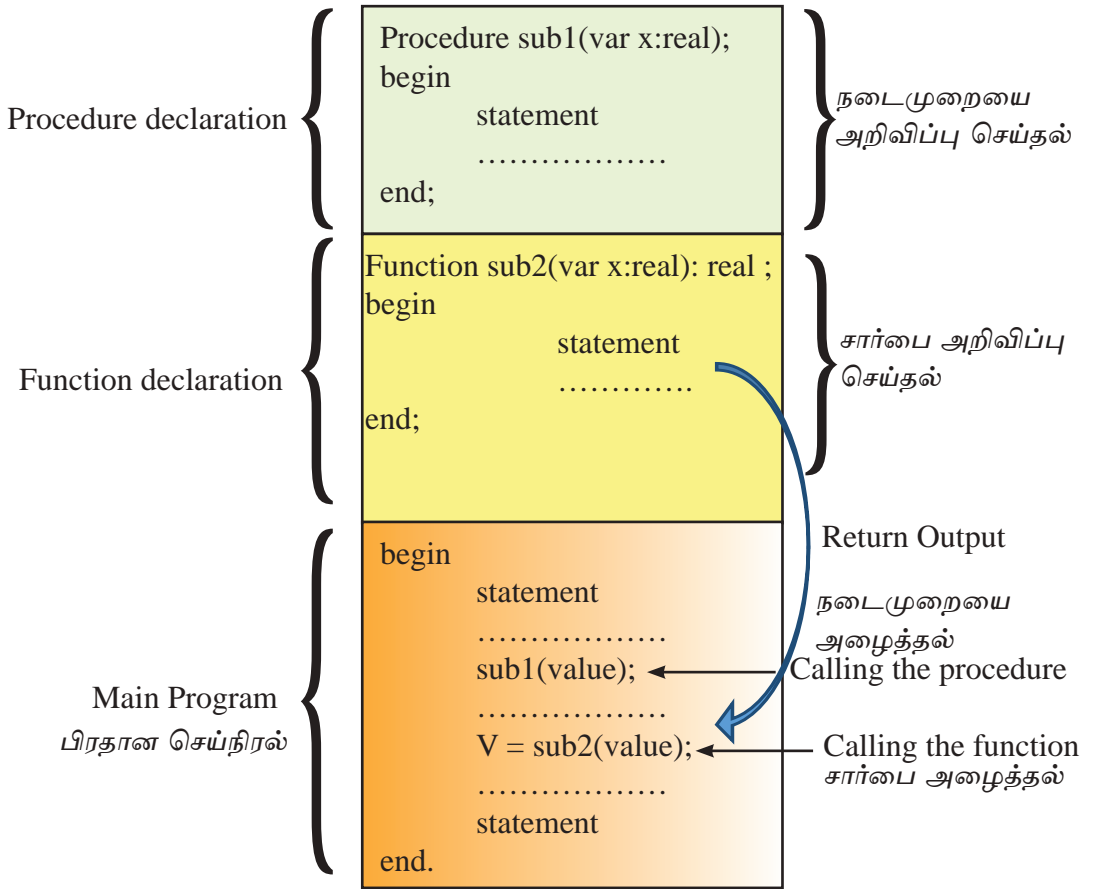 Procedure declaration
Procedure sub1(var x:real);
begin
statement
………………
end;
நடைமுறையை
அறிவிப்பு செய்தல்
Function declaration
Function sub2(var x:real): real ;
begin
statement
………….
end;
சார்பை அறிவிப்பு
செய்தல்
Return Output
Main Program
பிரதான செய்நிரல்
begin
statement
………………
sub1(value);
………………
V = sub2(value);
………………
statement
end.
நடைமுறையை
அழைத்தல்
Calling the procedure
Calling the function
சார்பை அழைத்தல்